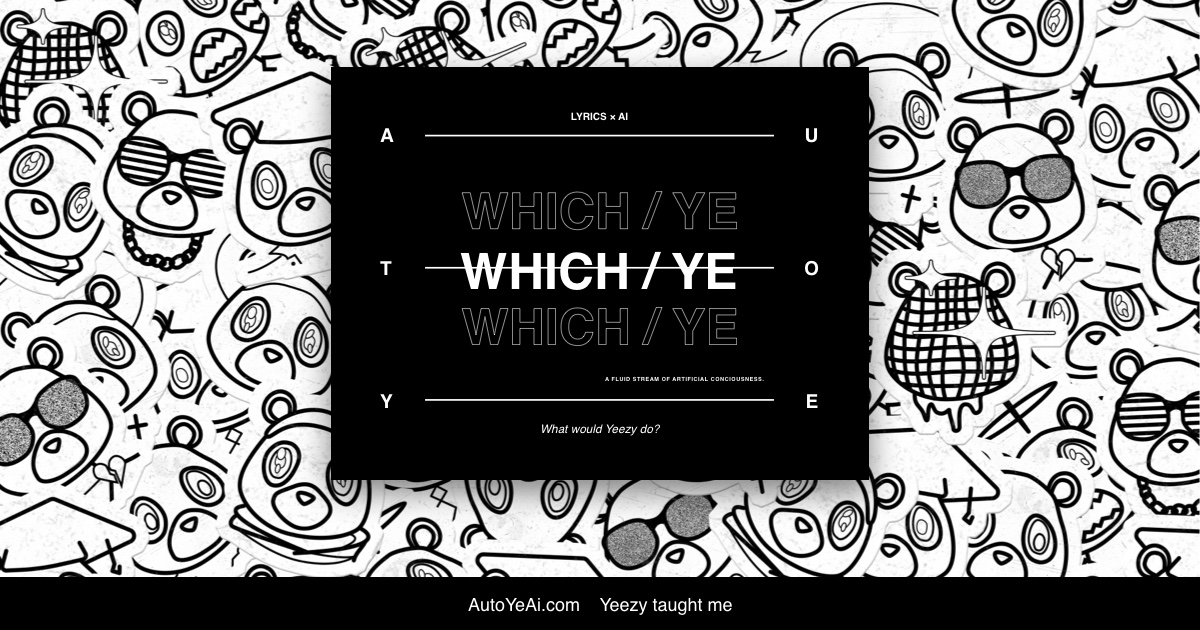 LYRICS × AI
A U
WHICH / YE
T WHICH / YE O
WHICH / YE
A FLUID STREAM OF ARTIFICIAL CONCIOUSNESS.
Y E
What would Yeezy do?
AutoYeAi.com Yeezy taught me